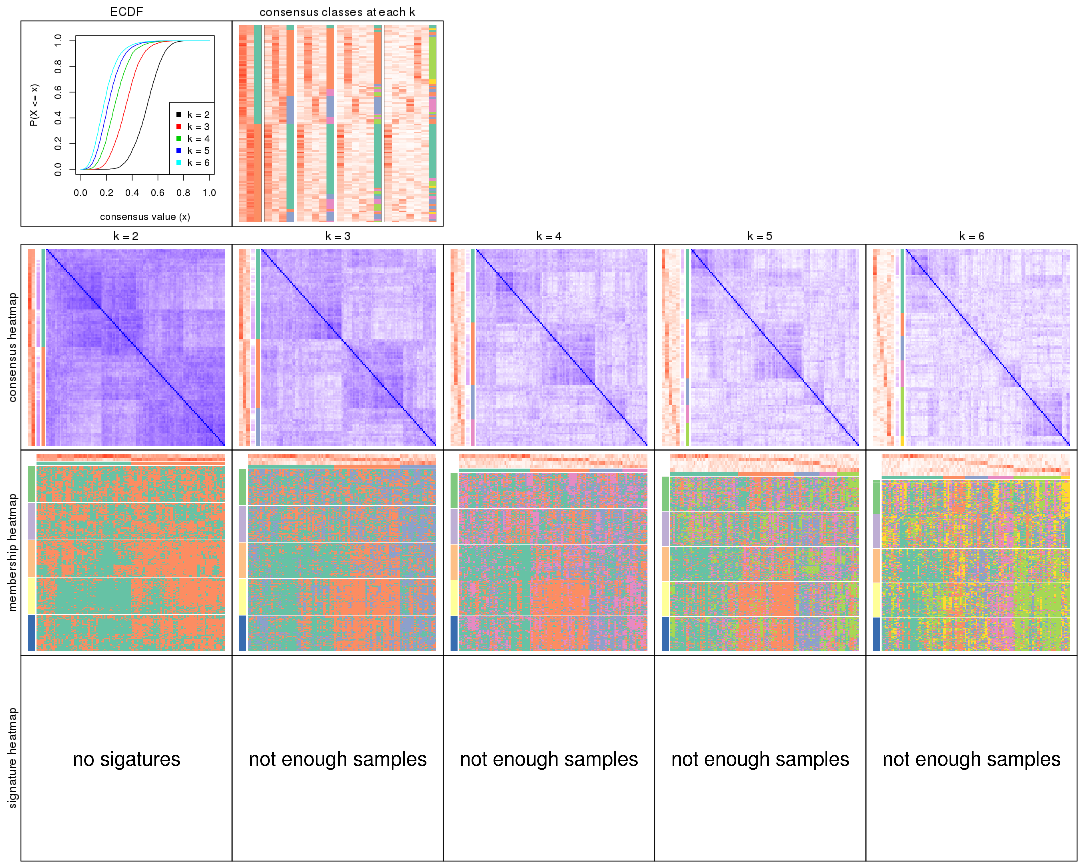 ECDF
consensus classes at each k
P(X <= x)
0.0 0.2 0.4 0.6 0.8 1.0
k = 2
k = 3
k = 4
k = 5
k = 6
0.0 0.2 0.4 0.6 0.8 1.0
consensus value (x)
k = 2
k = 3
k = 4
k = 5
k = 6
consensus heatmap
membership heatmap
signature heatmap
no sigatures
not enough samples
not enough samples
not enough samples
not enough samples